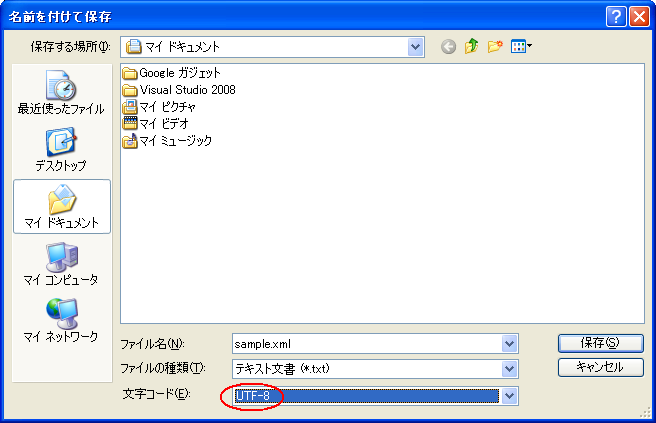 名前を付けて保存
保存する場所(I):
マイ ドキュメント
最近使ったファイル
デスクトップ
マイ ドキュメント
マイ コンピュータ
マイ ネットワーク
Google ガジェット
Visual Studio 2008
マイ ピクチャ
マイ ビデオ
マイ ミュージック
ファイル名(N):
sample.xml
保存(S)
ファイルの種類(T):
テキスト文書 (*.txt)
キャンセル
文字コード(E):
UTF-8